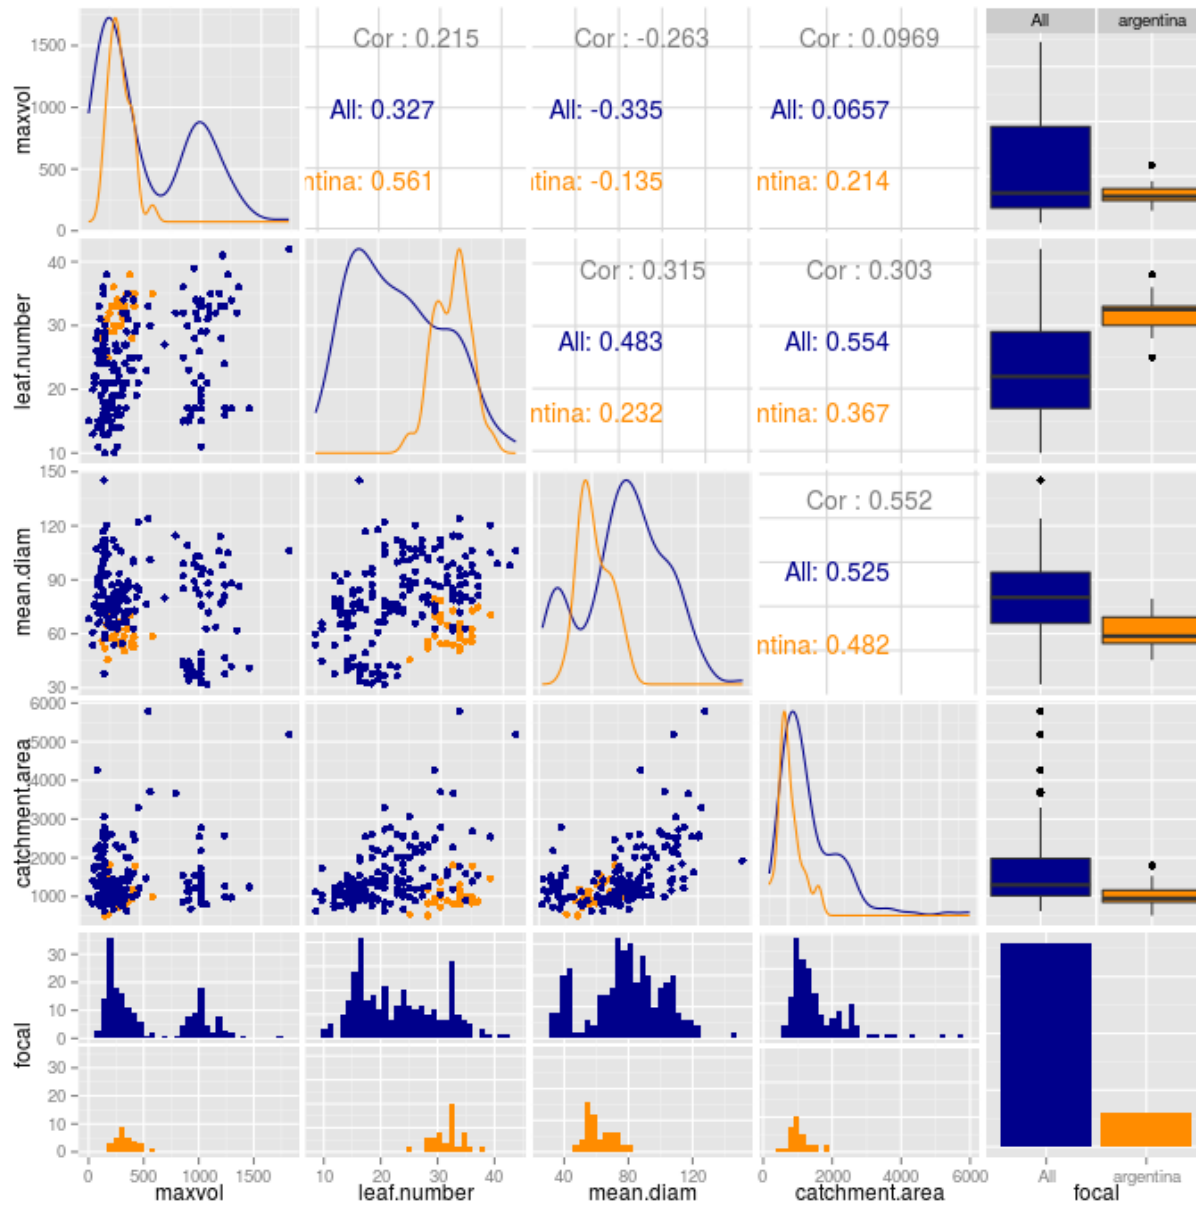 All argentina
maxvol
1500
1000
500
0
Cor : 0.215
All: 0.327
ntina: 0.561
Cor : -0.263
All: -0.335
ntina: -0.135
Cor : 0.0969
All: 0.0657
ntina: 0.214
leaf.number
40
30
20
10
Cor : 0.315
All: 0.483
ntina: 0.232
Cor : 0.303
All: 0.554
ntina: 0.367
mean.diam
150
120
90
60
30
Cor : 0.552
All: 0.525
ntina: 0.482
catchment.area
6000
5000
4000
3000
2000
1000
focal
30
20
10
0
30
20
10
0
0 500 1000 1500
maxvol
10 20 30 40
leaf.number
40 80 120
mean.diam
0 2000 4000 6000
catchment.area
All argentina
focal